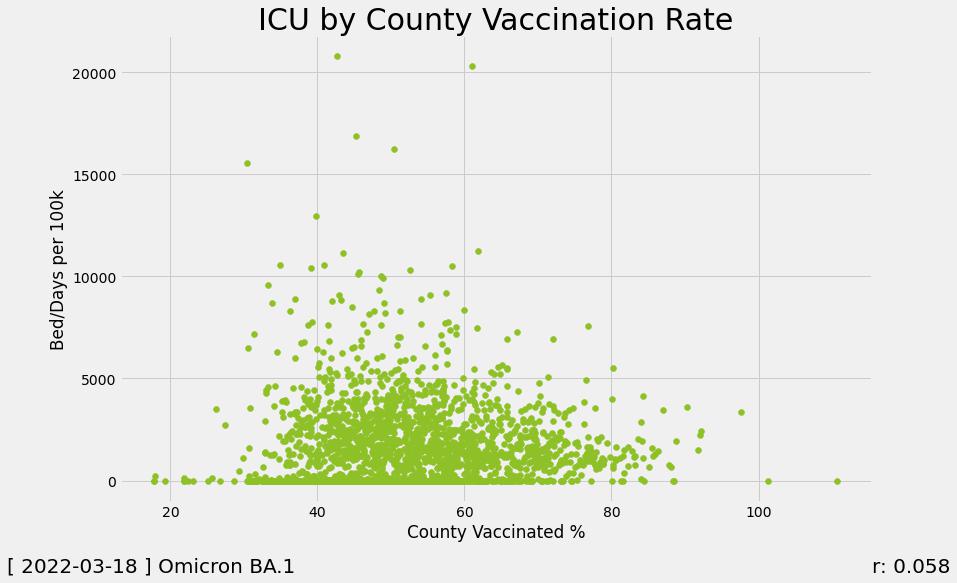 ICU by County Vaccination Rate
20000
15000
10000
5000
0
Bed/Days per 100k
20 40 60 80 100
County Vaccinated %
[ 2022-03-18 ] Omicron BA.1
r: 0.058